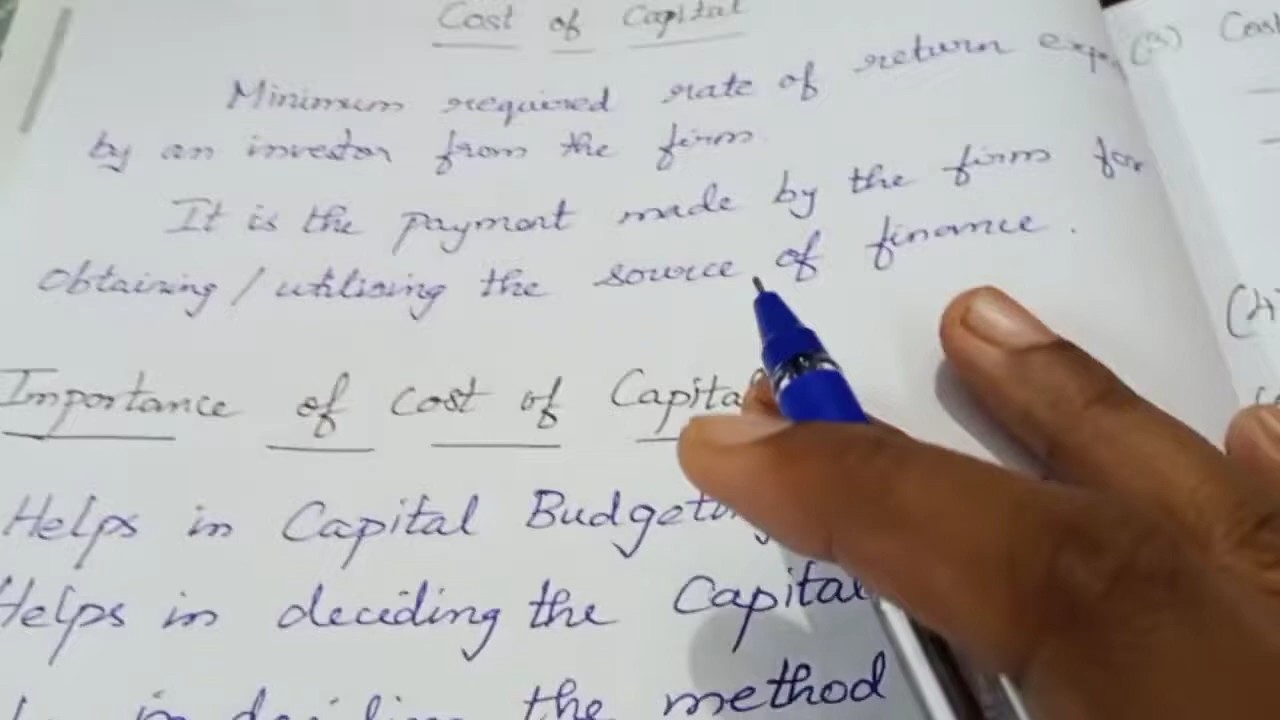 Cost of Capital
Minimum required rate of return
by an investor from the firm.
It is the payment made by the firm for
obtaining / utilising the source of finance.
Importance of Cost of Capital
Helps in Capital Budgeting
Helps in deciding the Capital
in deciding the method